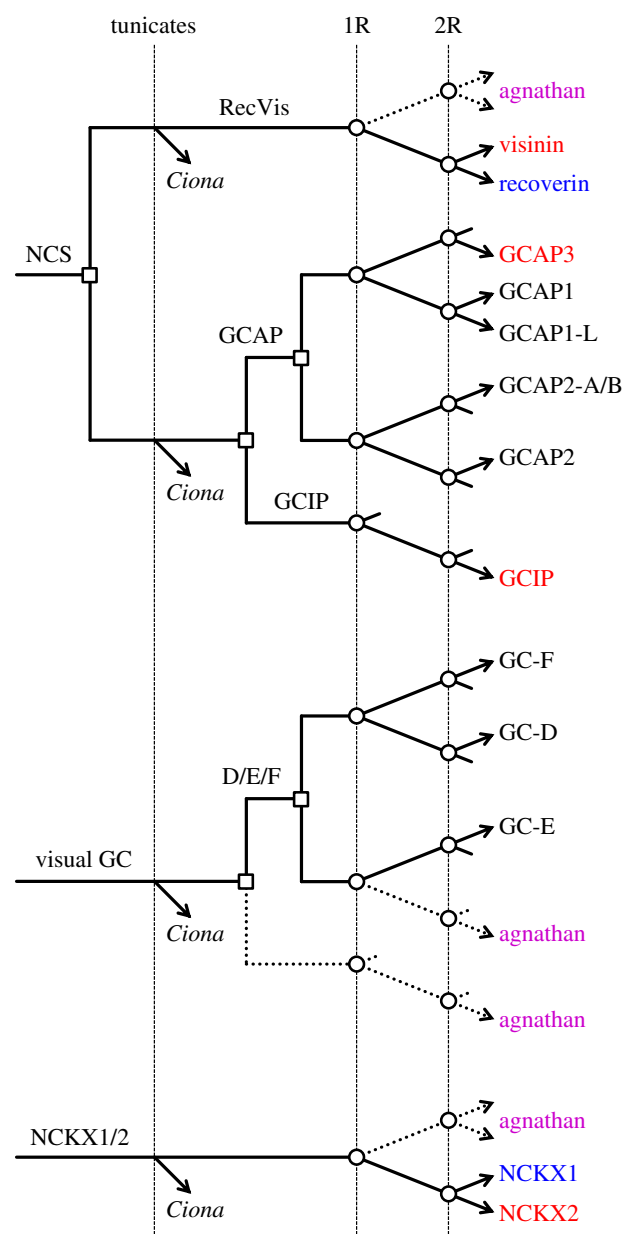 tunicates 1R 2R
agnathan
RecVis
visinin
Ciona
recoverin
NCS
GCAP3
GCAP1
GCAP
GCAP1-L
GCAP2-A/B
GCAP2
Ciona
GCIP
GCIP
GC-F
GC-D
D/E/F
GC-E
visual GC
Ciona
agnathan
agnathan
agnathan
NCKX1/2
NCKX1
Ciona
NCKX2